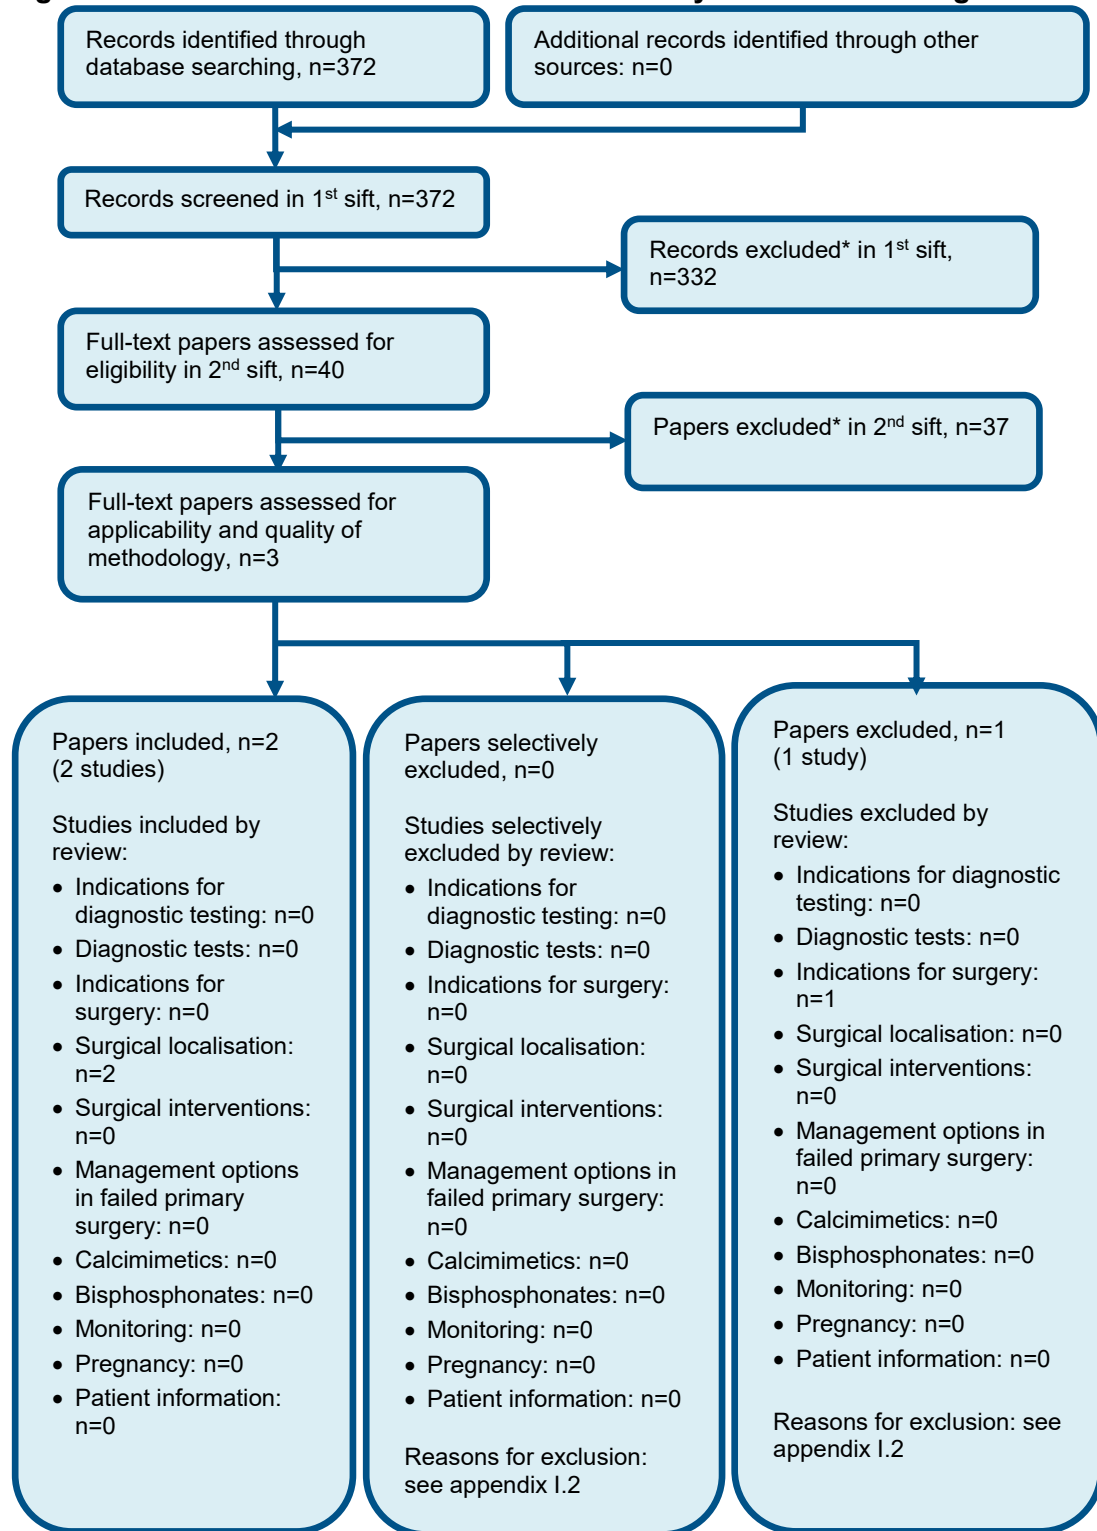 Records identified through
database searching, n=372
Additional records identified through other
sources: n=0
Records screened in 1st sift, n=372
Records excluded* in 1st sift,
n=332
Full-text papers assessed for
eligibility in 2nd sift, n=40
Papers excluded* in 2nd sift, n=37
Full-text papers assessed for
applicability and quality of
methodology, n=3
Papers included, n=2
(2 studies)
Studies included by
review:
• Indications for
diagnostic testing: n=0
• Diagnostic tests: n=0
• Indications for
surgery: n=0
• Surgical localisation:
n=2
• Surgical interventions:
n=0
• Management options
in failed primary
surgery: n=0
• Calcimimetics: n=0
• Bisphosphonates: n=0
• Monitoring: n=0
• Pregnancy: n=0
• Patient information:
n=0
Papers selectively
excluded, n=0
Studies selectively
excluded by review:
• Indications for
diagnostic testing: n=0
• Diagnostic tests: n=0
• Indications for surgery:
n=0
• Surgical localisation:
n=0
• Surgical interventions:
n=0
• Management options in
failed primary surgery:
n=0
• Calcimimetics: n=0
• Bisphosphonates: n=0
• Monitoring: n=0
• Pregnancy: n=0
• Patient information: n=0
Reasons for exclusion:
see appendix I.2
Papers excluded, n=1
(1 study)
Studies excluded by
review:
• Indications for diagnostic
testing: n=0
• Diagnostic tests: n=0
• Indications for surgery:
n=1
• Surgical localisation: n=0
• Surgical interventions:
n=0
• Management options in
failed primary surgery:
n=0
• Calcimimetics: n=0
• Bisphosphonates: n=0
• Monitoring: n=0
• Pregnancy: n=0
• Patient information: n=0
Reasons for exclusion: see
appendix I.2